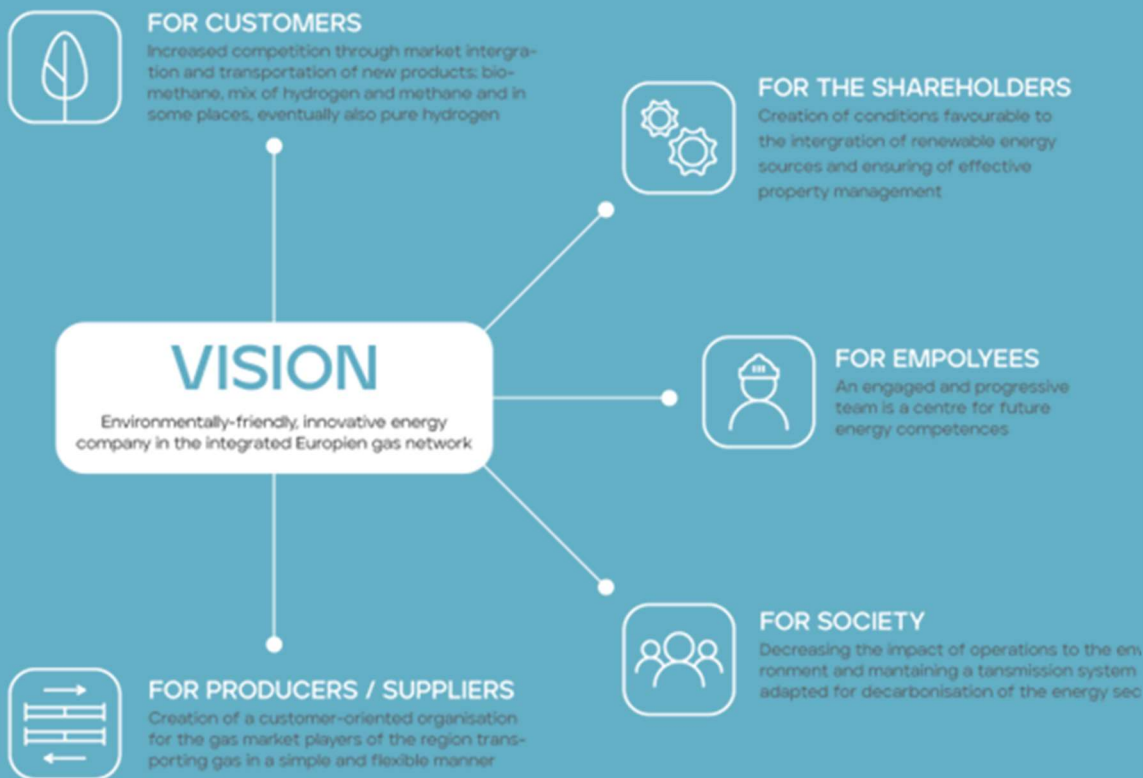 FOR CUSTOMERS
Increased competition through market intergra-
tion and transportation of new products: bio-
methane, mix of hydrogen and methane and in
some places, eventually also pure hydrogen
FOR THE SHAREHOLDERS
Creation of conditions favourable to
the intergration of renewable energy
sources and ensuring of effective
property management
VISION
Environmentally-friendly, innovative energy
company in the integrated Europien gas network
FOR EMPOLYEES
An engaged and progressive
team is a centre for future
energy competences
FOR SOCIETY
Decreasing the impact of operations to the env
ronment and mantaining a tansmission system
adapted for decarbonisation of the energy sec
FOR PRODUCERS / SUPPLIERS
Creation of a customer-oriented organisation
for the gas market players of the region trans-
porting gas in a simple and flexible manner